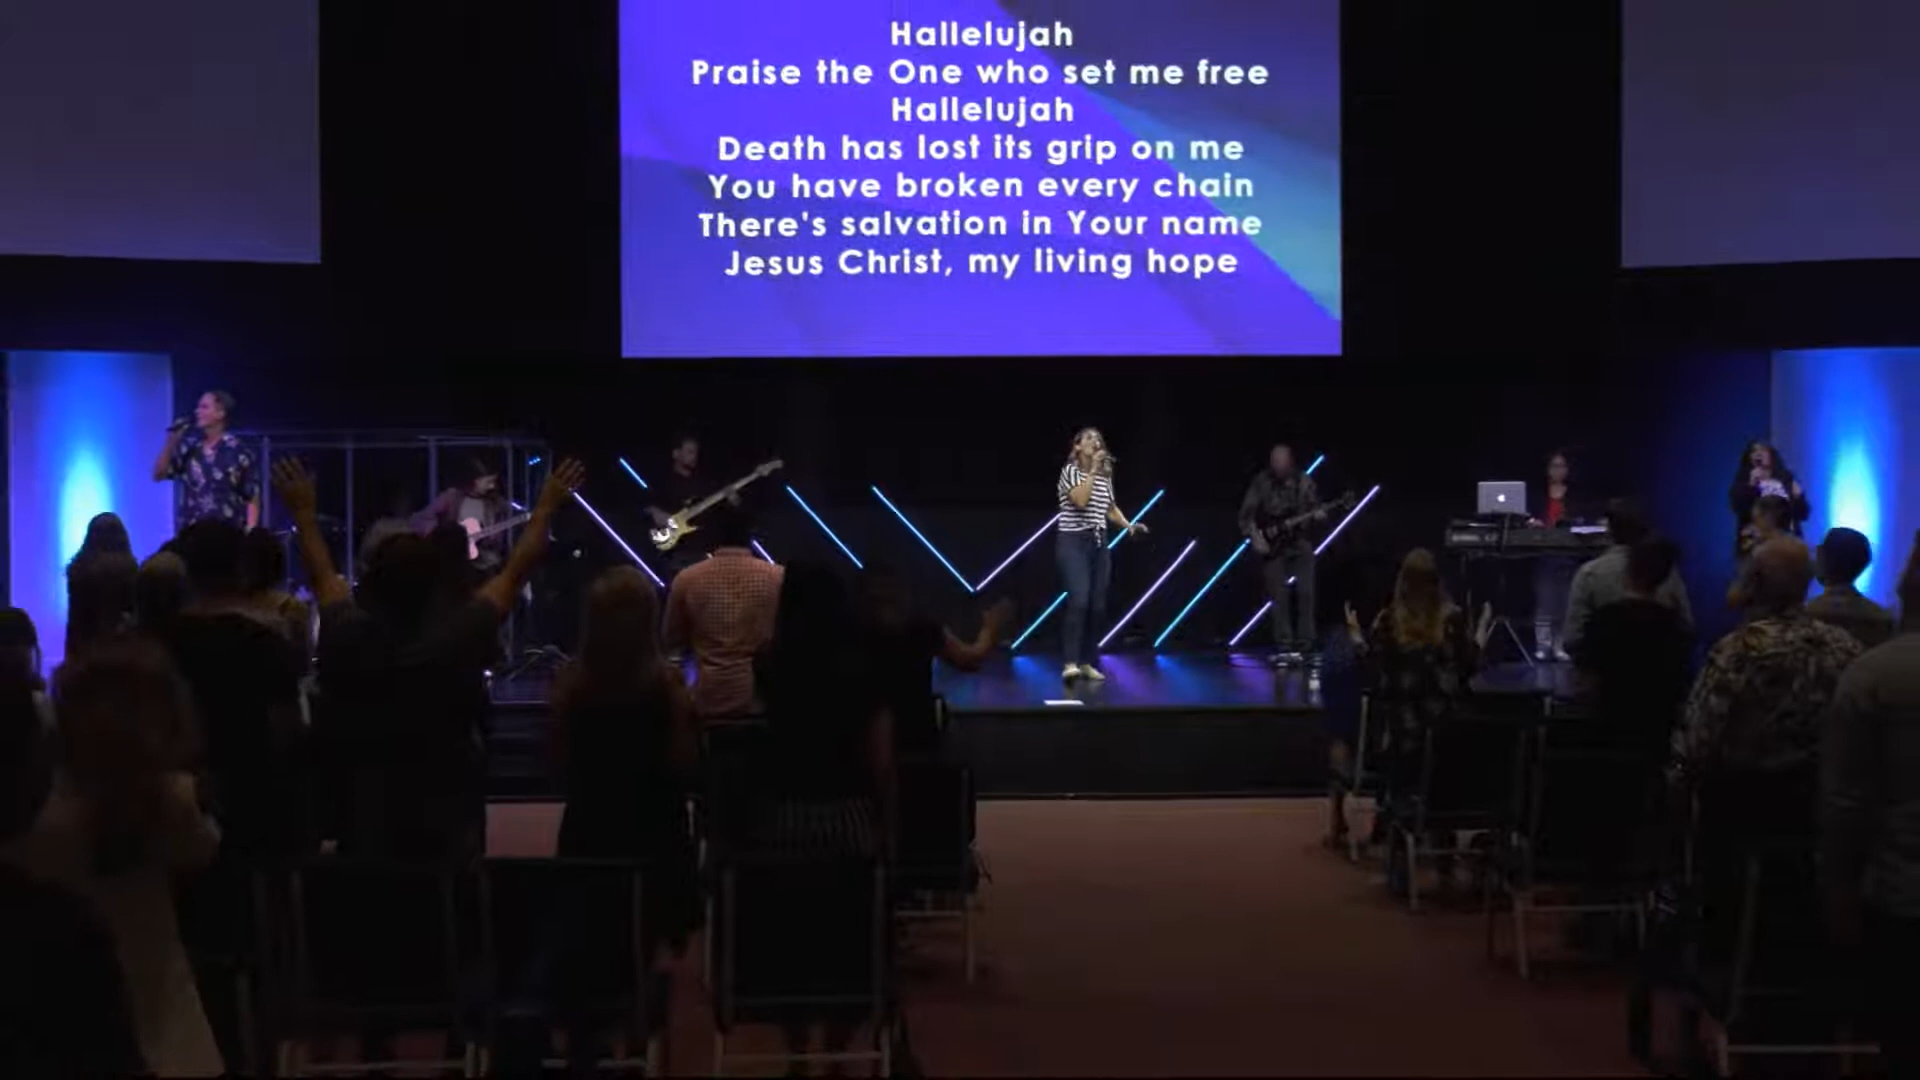 Hallelujah
Praise the One who set me free
Hallelujah
Death has lost its grip on me
You have broken every chain
There's salvation in Your name
Jesus Christ, my living hope